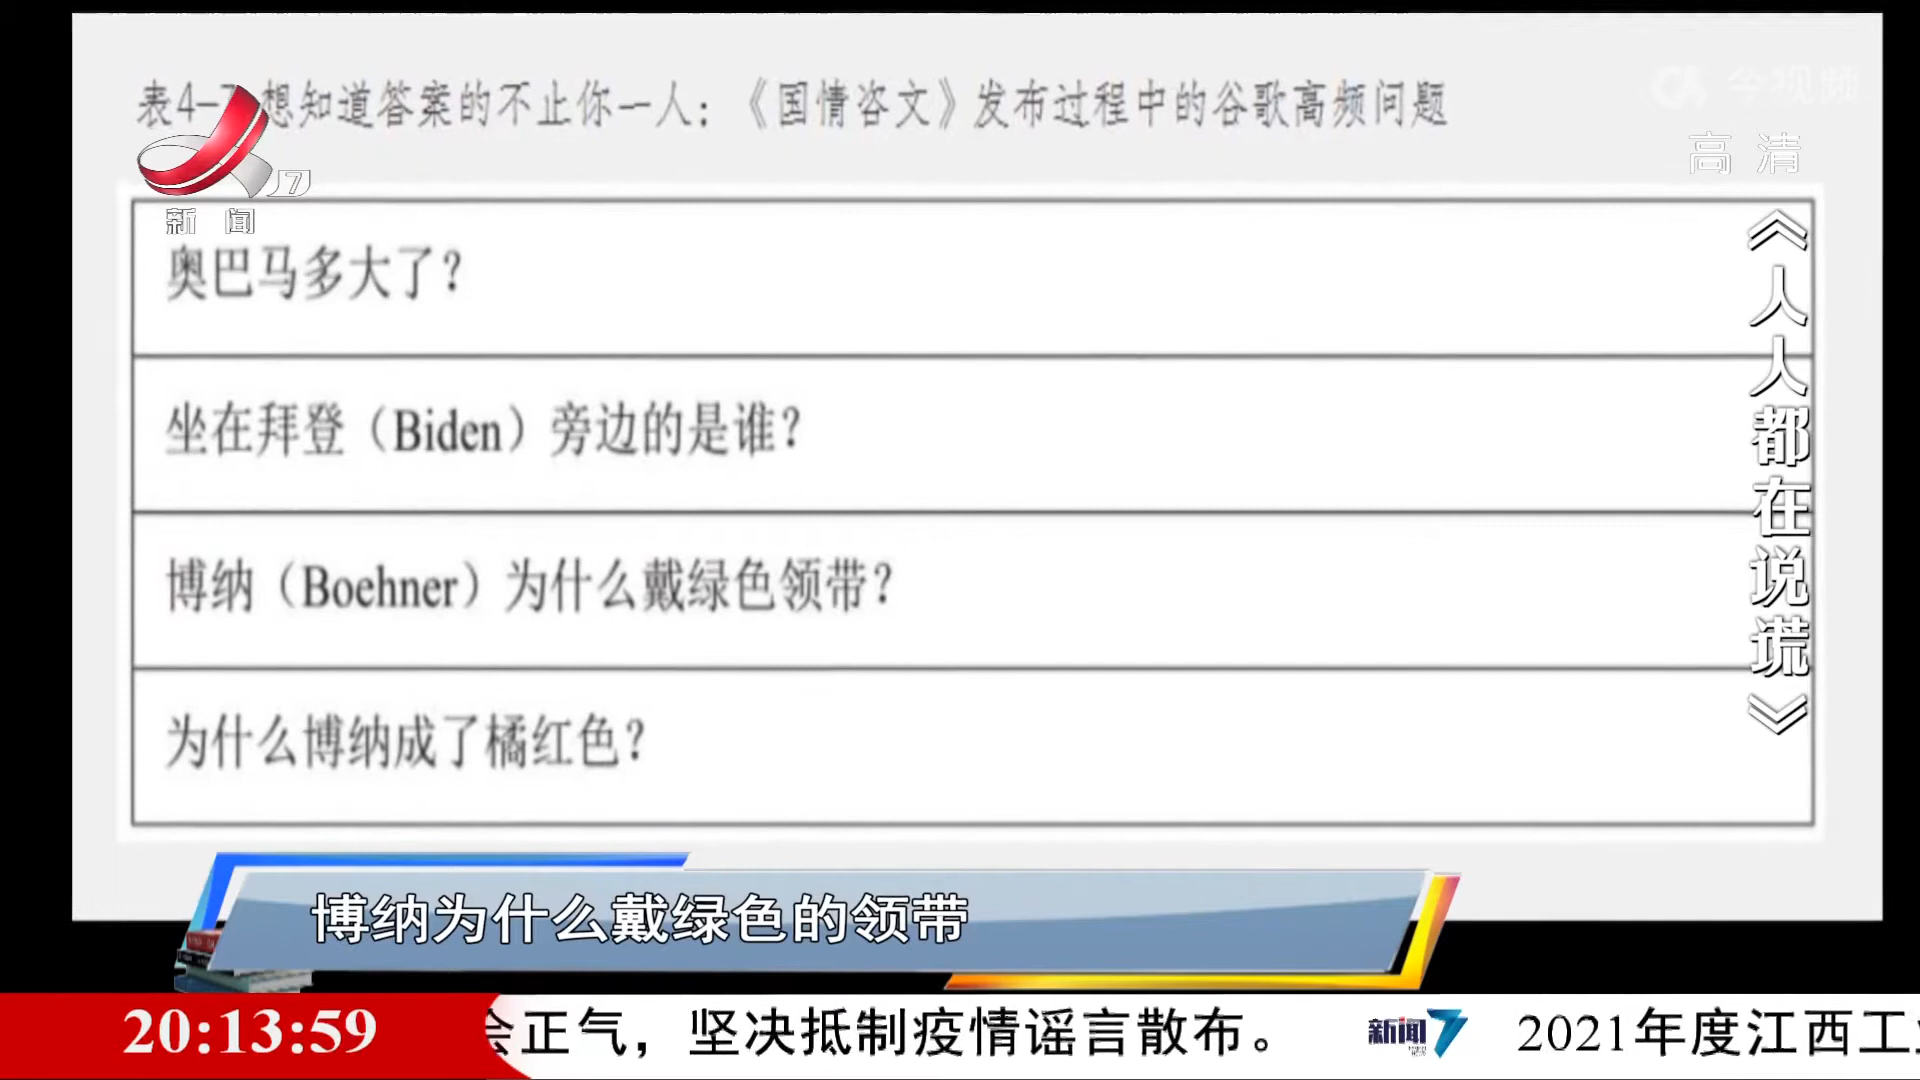 表4-7 想知道答案的不止你一人：《国情咨文》发布过程中的谷歌高频问题
今视频
高清
7
新闻
奥巴马多大了？
坐在拜登（Biden）旁边的是谁？
博纳（Boehner）为什么戴绿色领带？
为什么博纳成了橘红色？
《人人都在说谎》
博纳为什么戴绿色的领带
20:13:59
会正气，坚决抵制疫情谣言散布。
新闻7
2021年度江西工